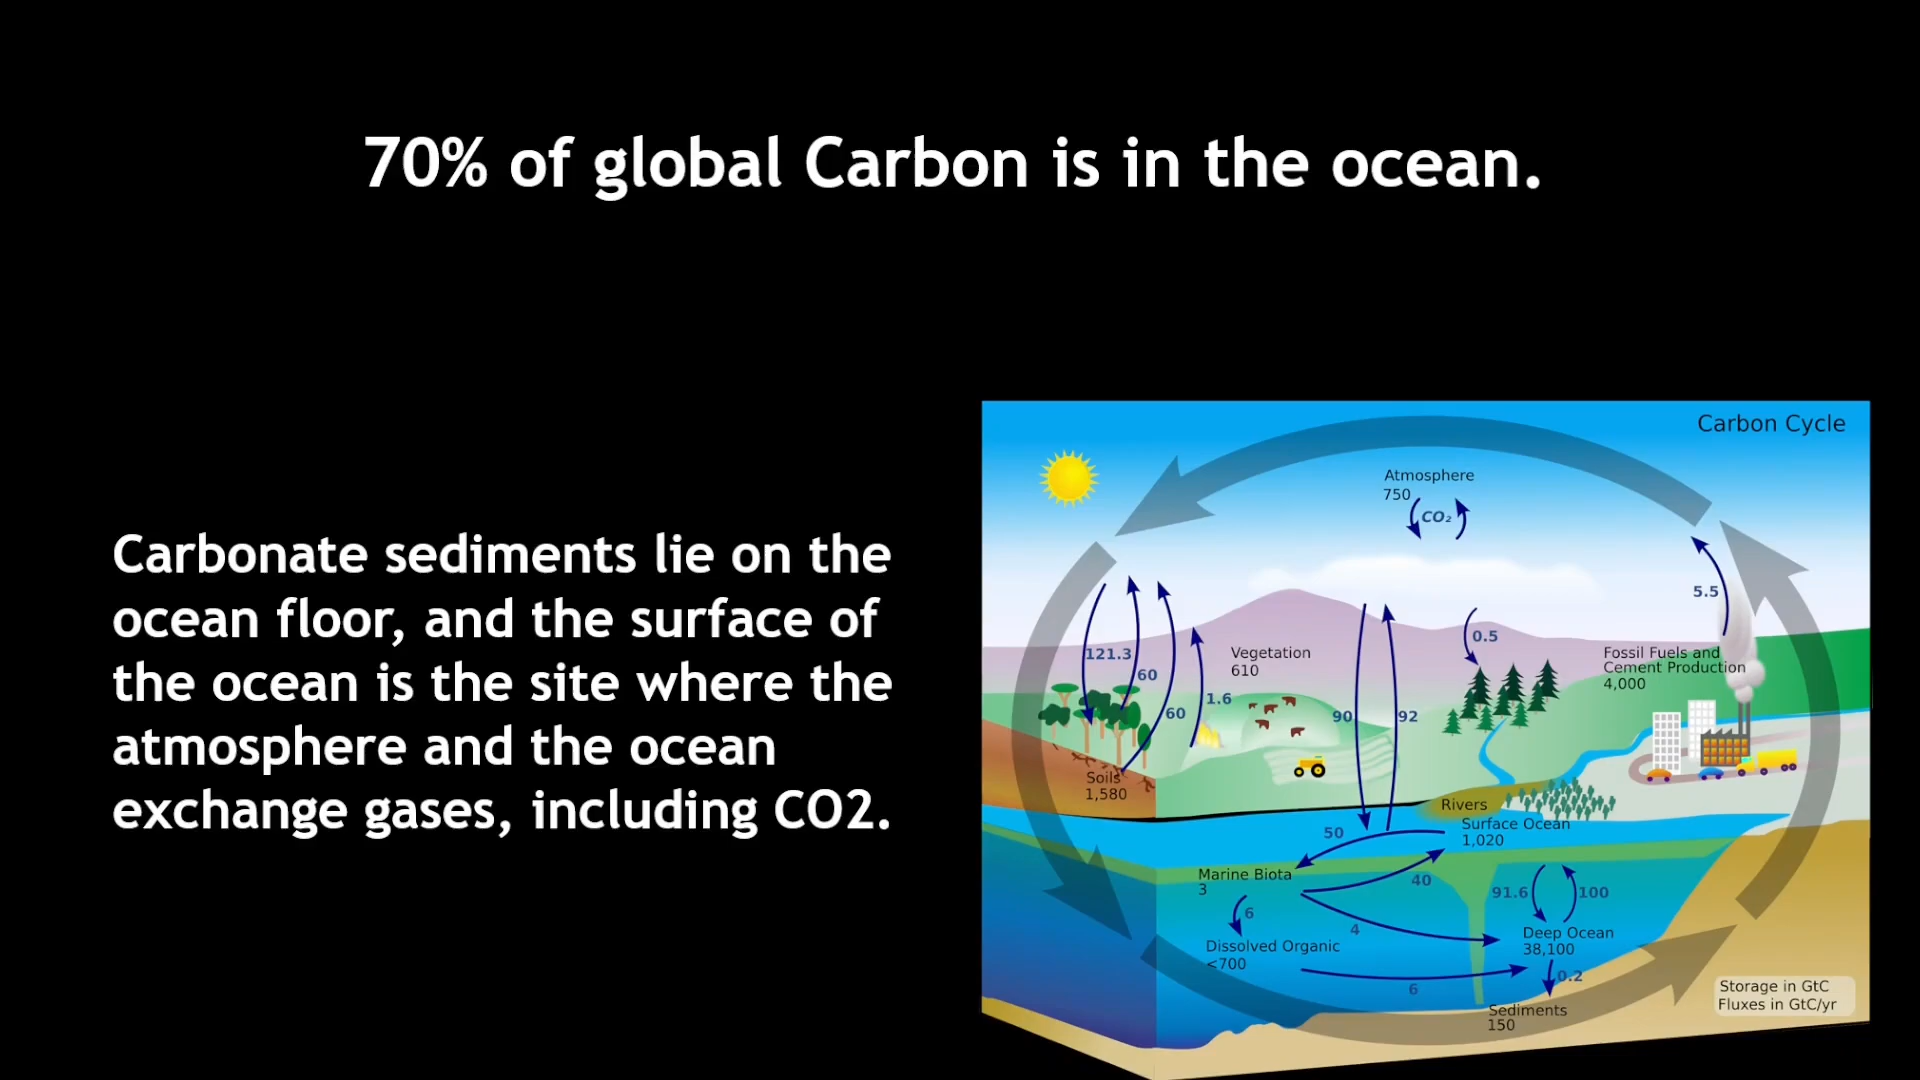 70% of global Carbon is in the ocean.
Carbonate sediments lie on the
ocean floor, and the surface of
the ocean is the site where the
atmosphere and the ocean
exchange gases, including CO2.
Carbon Cycle
Atmosphere
750
CO₂
5.5
121.3
60
60
1.6
Vegetation
610
90
92
0.5
Fossil Fuels and
Cement Production
4,000
Soils
1,580
Rivers
Surface Ocean
1,020
50
Marine Biota
3
40
91.6
100
6
4
Dissolved Organic
<700
Deep Ocean
38,100
6
0.2
Sediments
150
Storage in GtC
Fluxes in GtC/yr